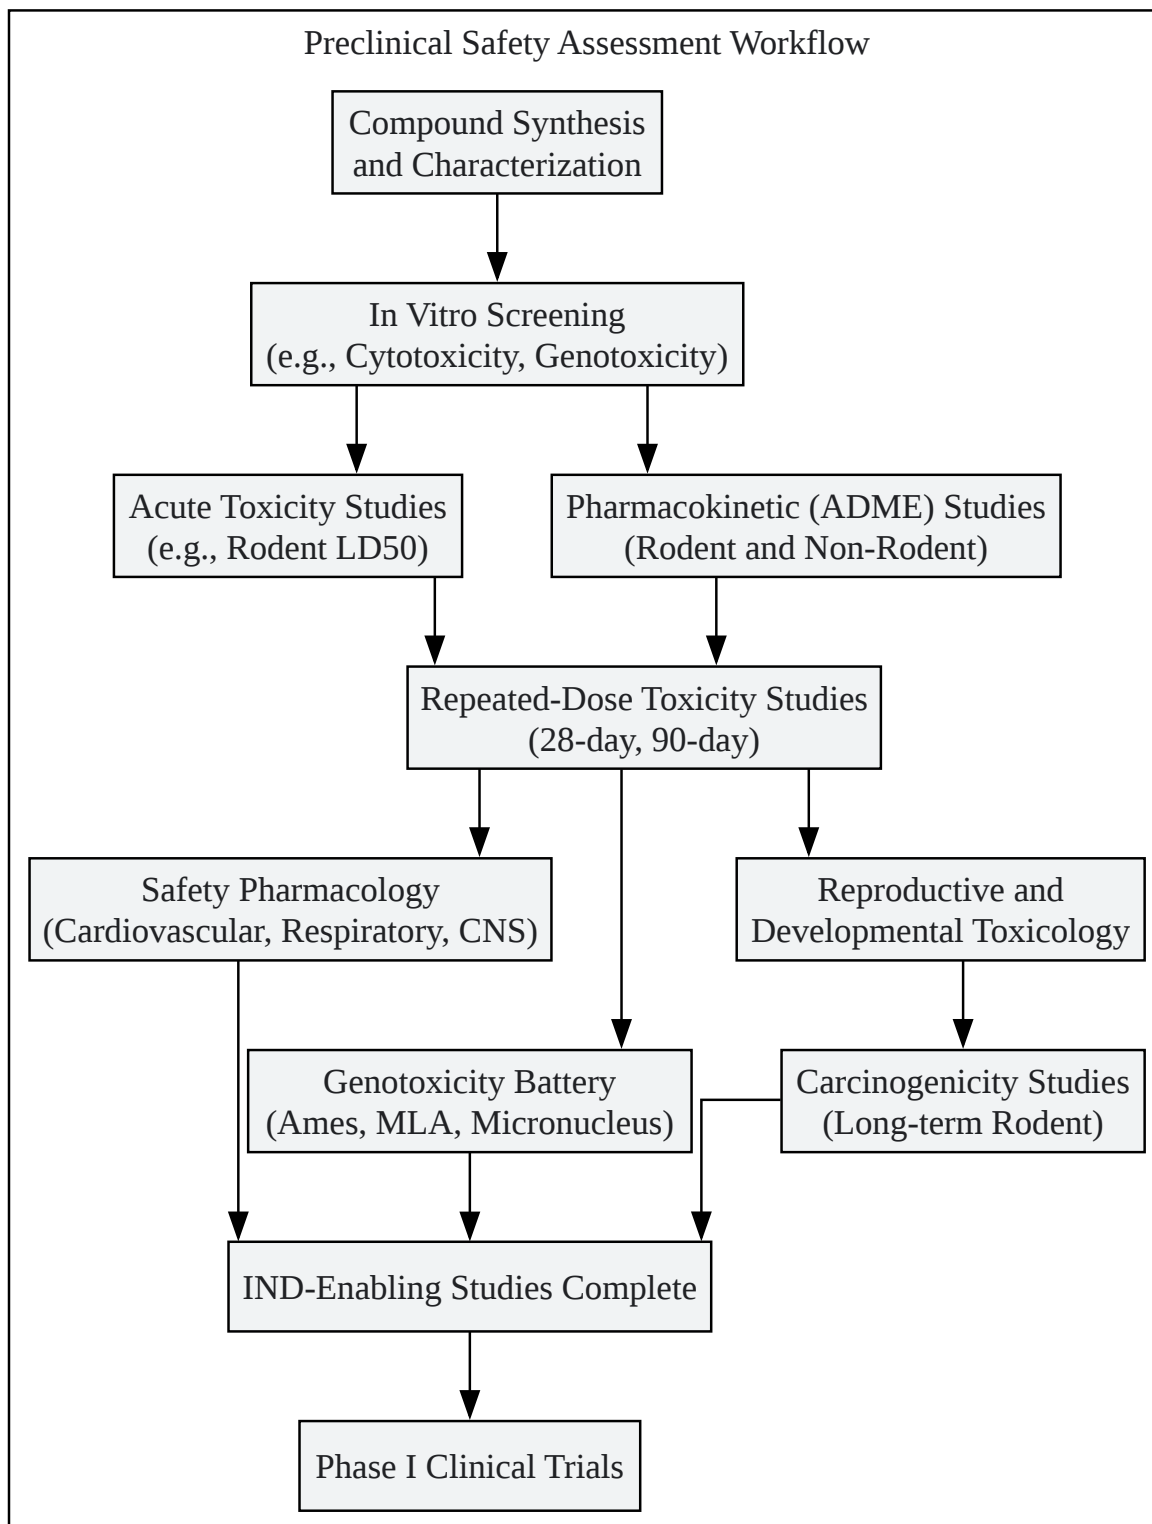 Preclinical Safety Assessment Workflow
Compound Synthesis
and Characterization
In Vitro Screening
(e.g., Cytotoxicity, Genotoxicity)
Acute Toxicity Studies
(e.g., Rodent LD50)
Pharmacokinetic (ADME) Studies
(Rodent and Non-Rodent)
Repeated-Dose Toxicity Studies
(28-day, 90-day)
Safety Pharmacology
(Cardiovascular, Respiratory, CNS)
Reproductive and
Developmental Toxicology
Genotoxicity Battery
(Ames, MLA, Micronucleus)
Carcinogenicity Studies
(Long-term Rodent)
IND-Enabling Studies Complete
Phase I Clinical Trials